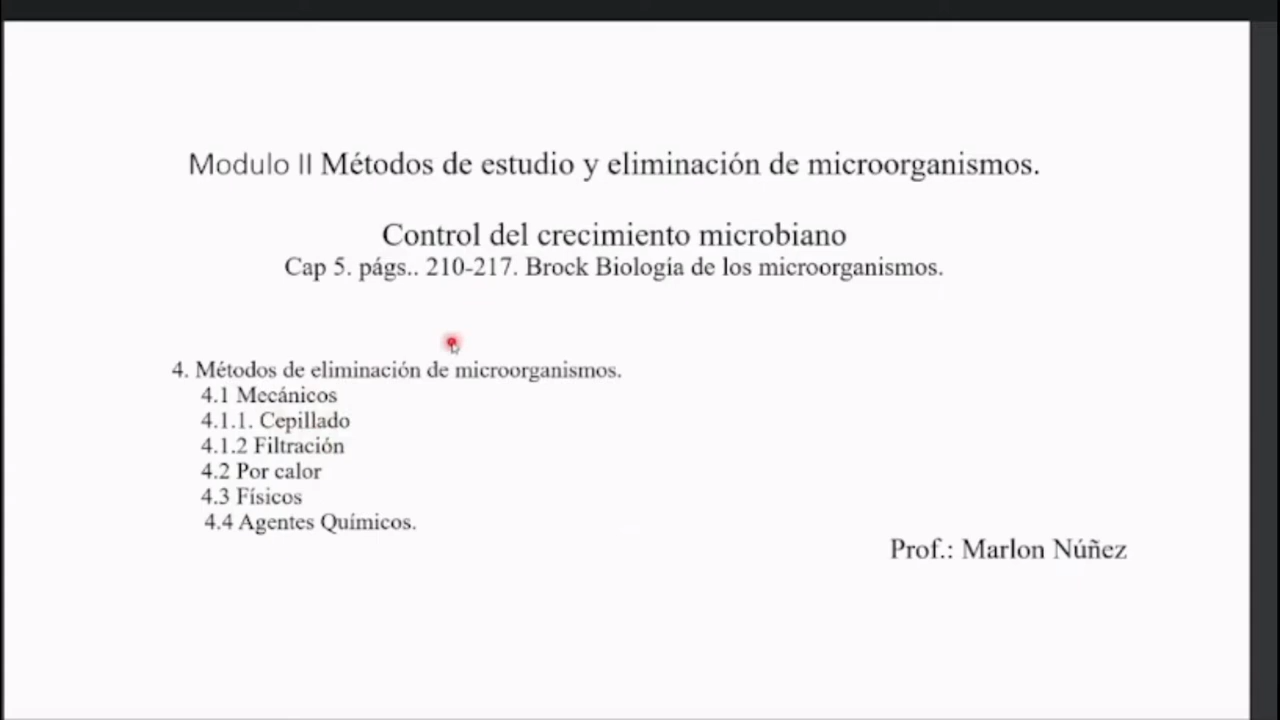 Modulo II Métodos de estudio y eliminación de microorganismos.
Control del crecimiento microbiano
Cap 5. págs.. 210-217. Brock Biología de los microorganismos.
4. Métodos de eliminación de microorganismos.
4.1 Mecánicos
4.1.1. Cepillado
4.1.2 Filtración
4.2 Por calor
4.3 Físicos
4.4 Agentes Químicos.
Prof.: Marlon Núñez